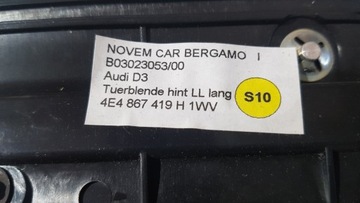 NOVEM CAR BERGAMO I
B03023053/00
Audi D3
Tuerblende hint LL lang
4E4 867 419 H 1WV
S10